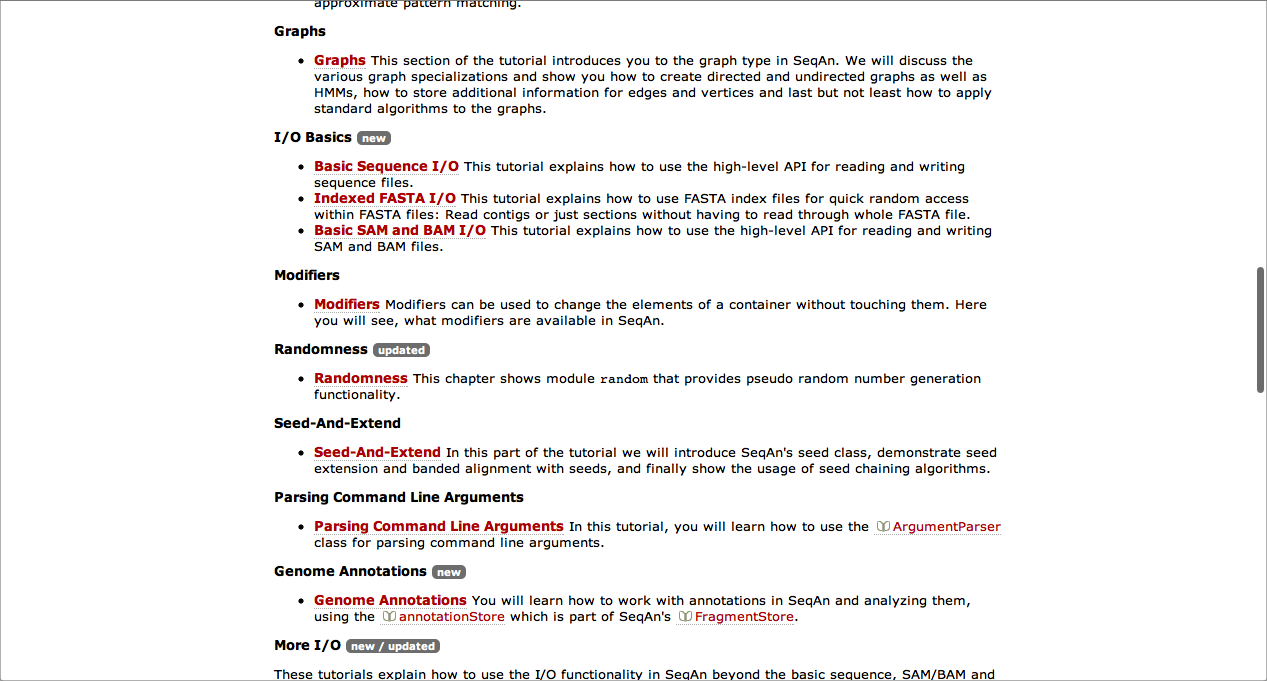 approximate pattern matching.
Graphs
Graphs This section of the tutorial introduces you to the graph type in SeqAn. We will discuss the
various graph specializations and show you how to create directed and undirected graphs as well as
HMMs, how to store additional information for edges and vertices and last but not least how to apply
standard algorithms to the graphs.
I/O Basics new
Basic Sequence I/O This tutorial explains how to use the high-level API for reading and writing
sequence files.
Indexed FASTA I/O This tutorial explains how to use FASTA index files for quick random access
within FASTA files: Read contigs or just sections without having to read through whole FASTA file.
Basic SAM and BAM I/O This tutorial explains how to use the high-level API for reading and writing
SAM and BAM files.
Modifiers
Modifiers Modifiers can be used to change the elements of a container without touching them. Here
you will see, what modifiers are available in SeqAn.
Randomness updated
Randomness This chapter shows module random that provides pseudo random number generation
functionality.
Seed-And-Extend
Seed-And-Extend In this part of the tutorial we will introduce SeqAn's seed class, demonstrate seed
extension and banded alignment with seeds, and finally show the usage of seed chaining algorithms.
Parsing Command Line Arguments
Parsing Command Line Arguments In this tutorial, you will learn how to use the ArgumentParser
class for parsing command line arguments.
Genome Annotations new
Genome Annotations You will learn how to work with annotations in SeqAn and analyzing them,
using the annotationStore which is part of SeqAn's FragmentStore.
More I/O new / updated
These tutorials explain how to use the I/O functionality in SeqAn beyond the basic sequence, SAM/BAM and